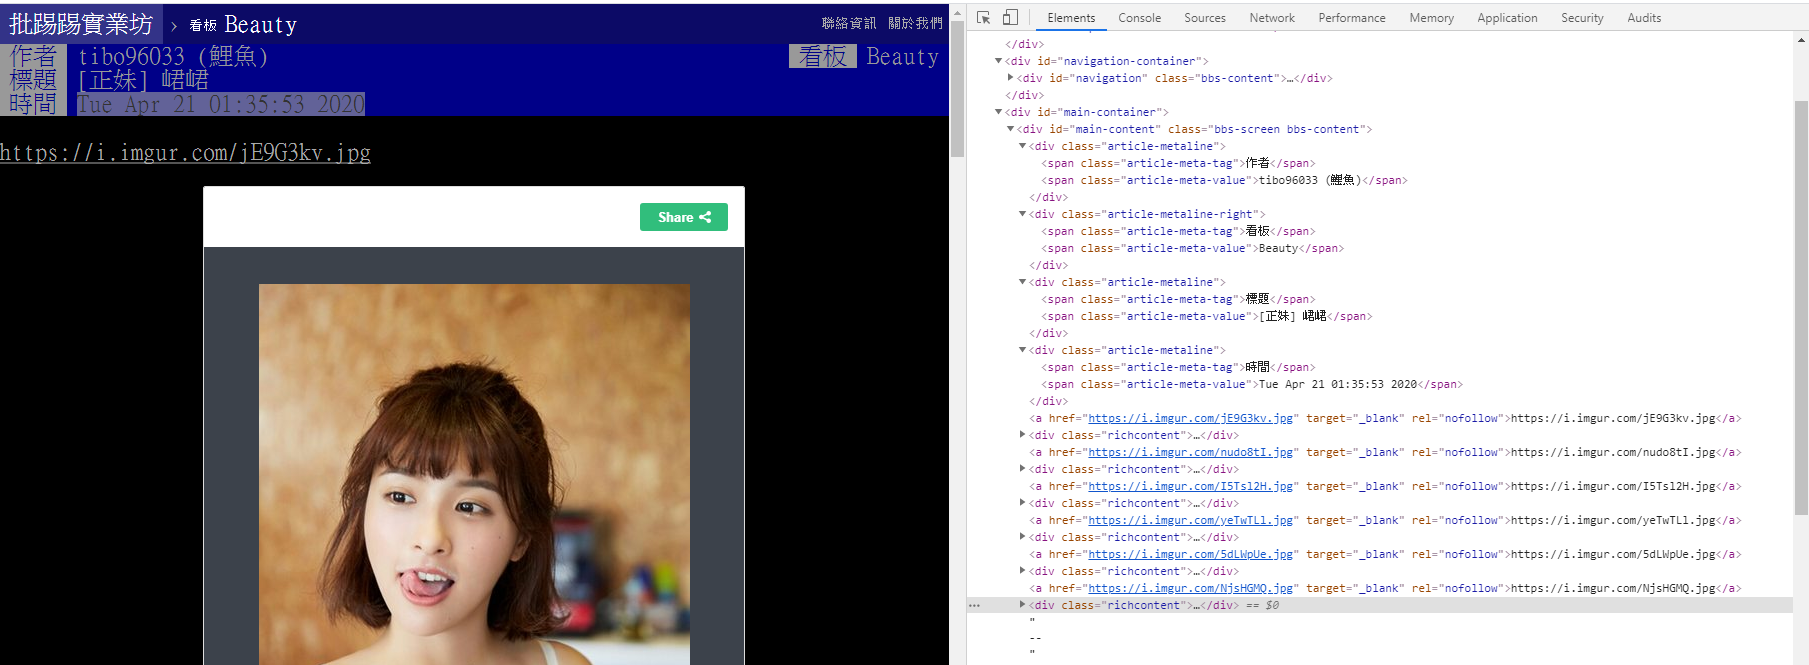 批踢踢實業坊 › 看板 Beauty 聯絡資訊 關於我們
作者 tibo96033 (鯉魚) 看板 Beauty
標題 [正妹] 峮峮
時間 Tue Apr 21 01:35:53 2020
https://i.imgur.com/jE9G3kv.jpg
Share
Elements Console Sources Network Performance Memory Application Security Audits
</div>
▼<div id="navigation-container">
▶<div id="navigation" class="bbs-content">…</div>
</div>
▼<div id="main-container">
▼<div id="main-content" class="bbs-screen bbs-content">
▼<div class="article-metaline">
<span class="article-meta-tag">作者</span>
<span class="article-meta-value">tibo96033 (鯉魚)</span>
</div>
▼<div class="article-metaline-right">
<span class="article-meta-tag">看板</span>
<span class="article-meta-value">Beauty</span>
</div>
▼<div class="article-metaline">
<span class="article-meta-tag">標題</span>
<span class="article-meta-value">[正妹] 峮峮</span>
</div>
▼<div class="article-metaline">
<span class="article-meta-tag">時間</span>
<span class="article-meta-value">Tue Apr 21 01:35:53 2020</span>
</div>
<a href="https://i.imgur.com/jE9G3kv.jpg" target="_blank" rel="nofollow">https://i.imgur.com/jE9G3kv.jpg</a>
▶<div class="richcontent">…</div>
<a href="https://i.imgur.com/nudo8tI.jpg" target="_blank" rel="nofollow">https://i.imgur.com/nudo8tI.jpg</a>
▶<div class="richcontent">…</div>
<a href="https://i.imgur.com/I5Tsl2H.jpg" target="_blank" rel="nofollow">https://i.imgur.com/I5Tsl2H.jpg</a>
▶<div class="richcontent">…</div>
<a href="https://i.imgur.com/yeTwTLl.jpg" target="_blank" rel="nofollow">https://i.imgur.com/yeTwTLl.jpg</a>
▶<div class="richcontent">…</div>
<a href="https://i.imgur.com/5dLWpUe.jpg" target="_blank" rel="nofollow">https://i.imgur.com/5dLWpUe.jpg</a>
▶<div class="richcontent">…</div>
<a href="https://i.imgur.com/NjsHGMQ.jpg" target="_blank" rel="nofollow">https://i.imgur.com/NjsHGMQ.jpg</a>
… ▶<div class="richcontent">…</div> == $0
"
--
"